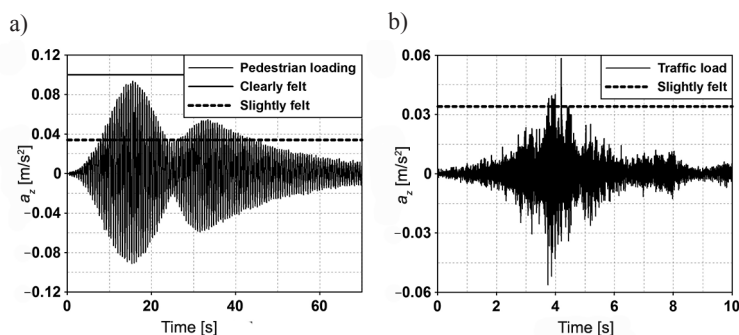 a)
0.12
0.08
0.04
0
−0.04
−0.08
−0.12
a_z [m/s²]
Pedestrian loading
Clearly felt
Slightly felt
0 20 40 60
Time [s]
b)
0.06
0.03
0
−0.03
−0.06
a_z [m/s²]
Traffic load
Slightly felt
0 2 4 6 8 10
Time [s]